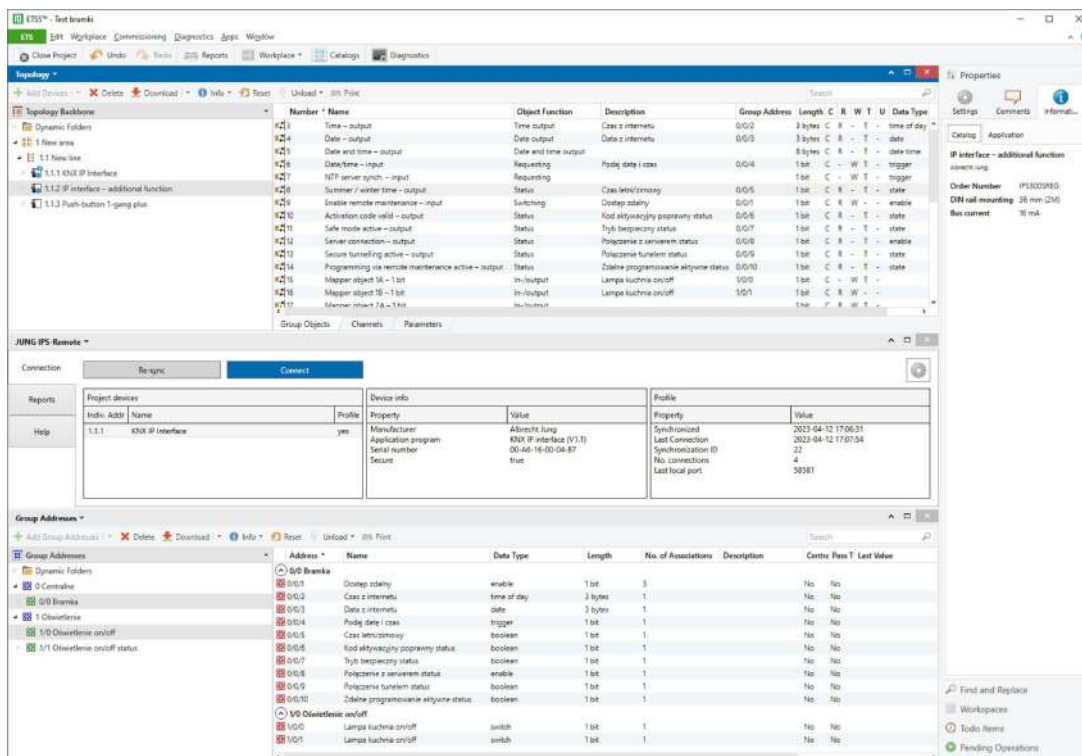 ETS5™ - Test bramki
ETS Edit Workplace Commissioning Diagnostics Apps Window
Close Project Undo Redo Reports Workplace Catalogs Diagnostics
Topology
Add Devices Delete Download Info Reset Unload Print Search
Topology Backbone
Dynamic Folders
1 New area
1.1 New line
1.1.1 KNX IP Interface
1.1.2 IP interface – additional function
1.1.3 Push-button 1-gang plus
Number Name Object Function Description Group Address Length C R W T U Data Type
3 Time – output Time output Czas z internetu 0/0/2 3 bytes C R - T - time of day
4 Date – output Date output Data z internetu 0/0/3 3 bytes C R - T - date
5 Date and time – output Date and time output 8 bytes C R - T - date time
6 Date/time – input Requesting Podaj datę i czas 0/0/4 1 bit C - W T - trigger
7 NTP server synch. – input Requesting 1 bit C - W T - trigger
8 Summer / winter time - output Status Czas letni/zimowy 0/0/5 1 bit C R - T - state
9 Enable remote maintenance – input Switching Dostęp zdalny 0/0/1 1 bit C R W T - enable
10 Activation code valid – output Status Kod aktywacyjny poprawny status 0/0/6 1 bit C R - T - state
11 Safe mode active – output Status Tryb bezpieczny status 0/0/7 1 bit C R - T - state
12 Server connection – output Status Połączenie z serwerem status 0/0/8 1 bit C R - T - enable
13 Secure tunnelling active – output Status Połączenie tunelem status 0/0/9 1 bit C R - T - state
14 Programming via remote maintenance active – output Status Zdalne programowanie aktywne status 0/0/10 1 bit C R - T - state
15 Mapper object 1A – 1 bit In-/output Lampa kuchnia on/off 1/0/0 1 bit C - W T -
16 Mapper object 1B – 1 bit In-/output Lampa kuchnia on/off 1/0/1 1 bit C R W - -
17 Mapper object 2A – 1 bit In-/output 1 bit C - W T -
Group Objects Channels Parameters
JUNG IPS-Remote
Connection Re-sync Connect
Reports
Help
Project devices
Indiv. Addr Name Profile
1.1.1 KNX IP Interface yes
Device info
Property Value
Manufacturer Albrecht Jung
Application program KNX IP interface (V1.1)
Serial number 00-A6-16-00-04-B7
Secure true
Profile
Property Value
Synchronized 2023-04-12 17:06:31
Last Connection 2023-04-12 17:07:54
Synchronization ID 22
No. connections 4
Last local port 58581
Group Addresses
Add Group Addresses Delete Download Info Reset Unload Print Search
Group Addresses
Dynamic Folders
0 Centralne
0/0 Bramka
1 Oświetlenie
1/0 Oświetlenie on/off
1/1 Oświetlenie on/off status
Address Name Data Type Length No. of Associations Description Centra Pass T Last Value
0/0 Bramka
0/0/1 Dostęp zdalny enable 1 bit 3 No No
0/0/2 Czas z internetu time of day 3 bytes 1 No No
0/0/3 Data z internetu date 3 bytes 1 No No
0/0/4 Podaj datę i czas trigger 1 bit 1 No No
0/0/5 Czas letni/zimowy boolean 1 bit 1 No No
0/0/6 Kod aktywacyjny poprawny status boolean 1 bit 1 No No
0/0/7 Tryb bezpieczny status boolean 1 bit 1 No No
0/0/8 Połączenie z serwerem status enable 1 bit 1 No No
0/0/9 Połączenie tunelem status boolean 1 bit 1 No No
0/0/10 Zdalne programowanie aktywne status boolean 1 bit 1 No No
1/0 Oświetlenie on/off
1/0/0 Lampa kuchnia on/off switch 1 bit 1 No No
1/0/1 Lampa kuchnia on/off switch 1 bit 1 No No
Properties
Settings Comments Informati...
Catalog Application
IP interface – additional function
Albrecht Jung
Order Number IPS300SREG
DIN rail mounting 36 mm (2M)
Bus current 16 mA
Find and Replace
Workspaces
Todo Items
Pending Operations